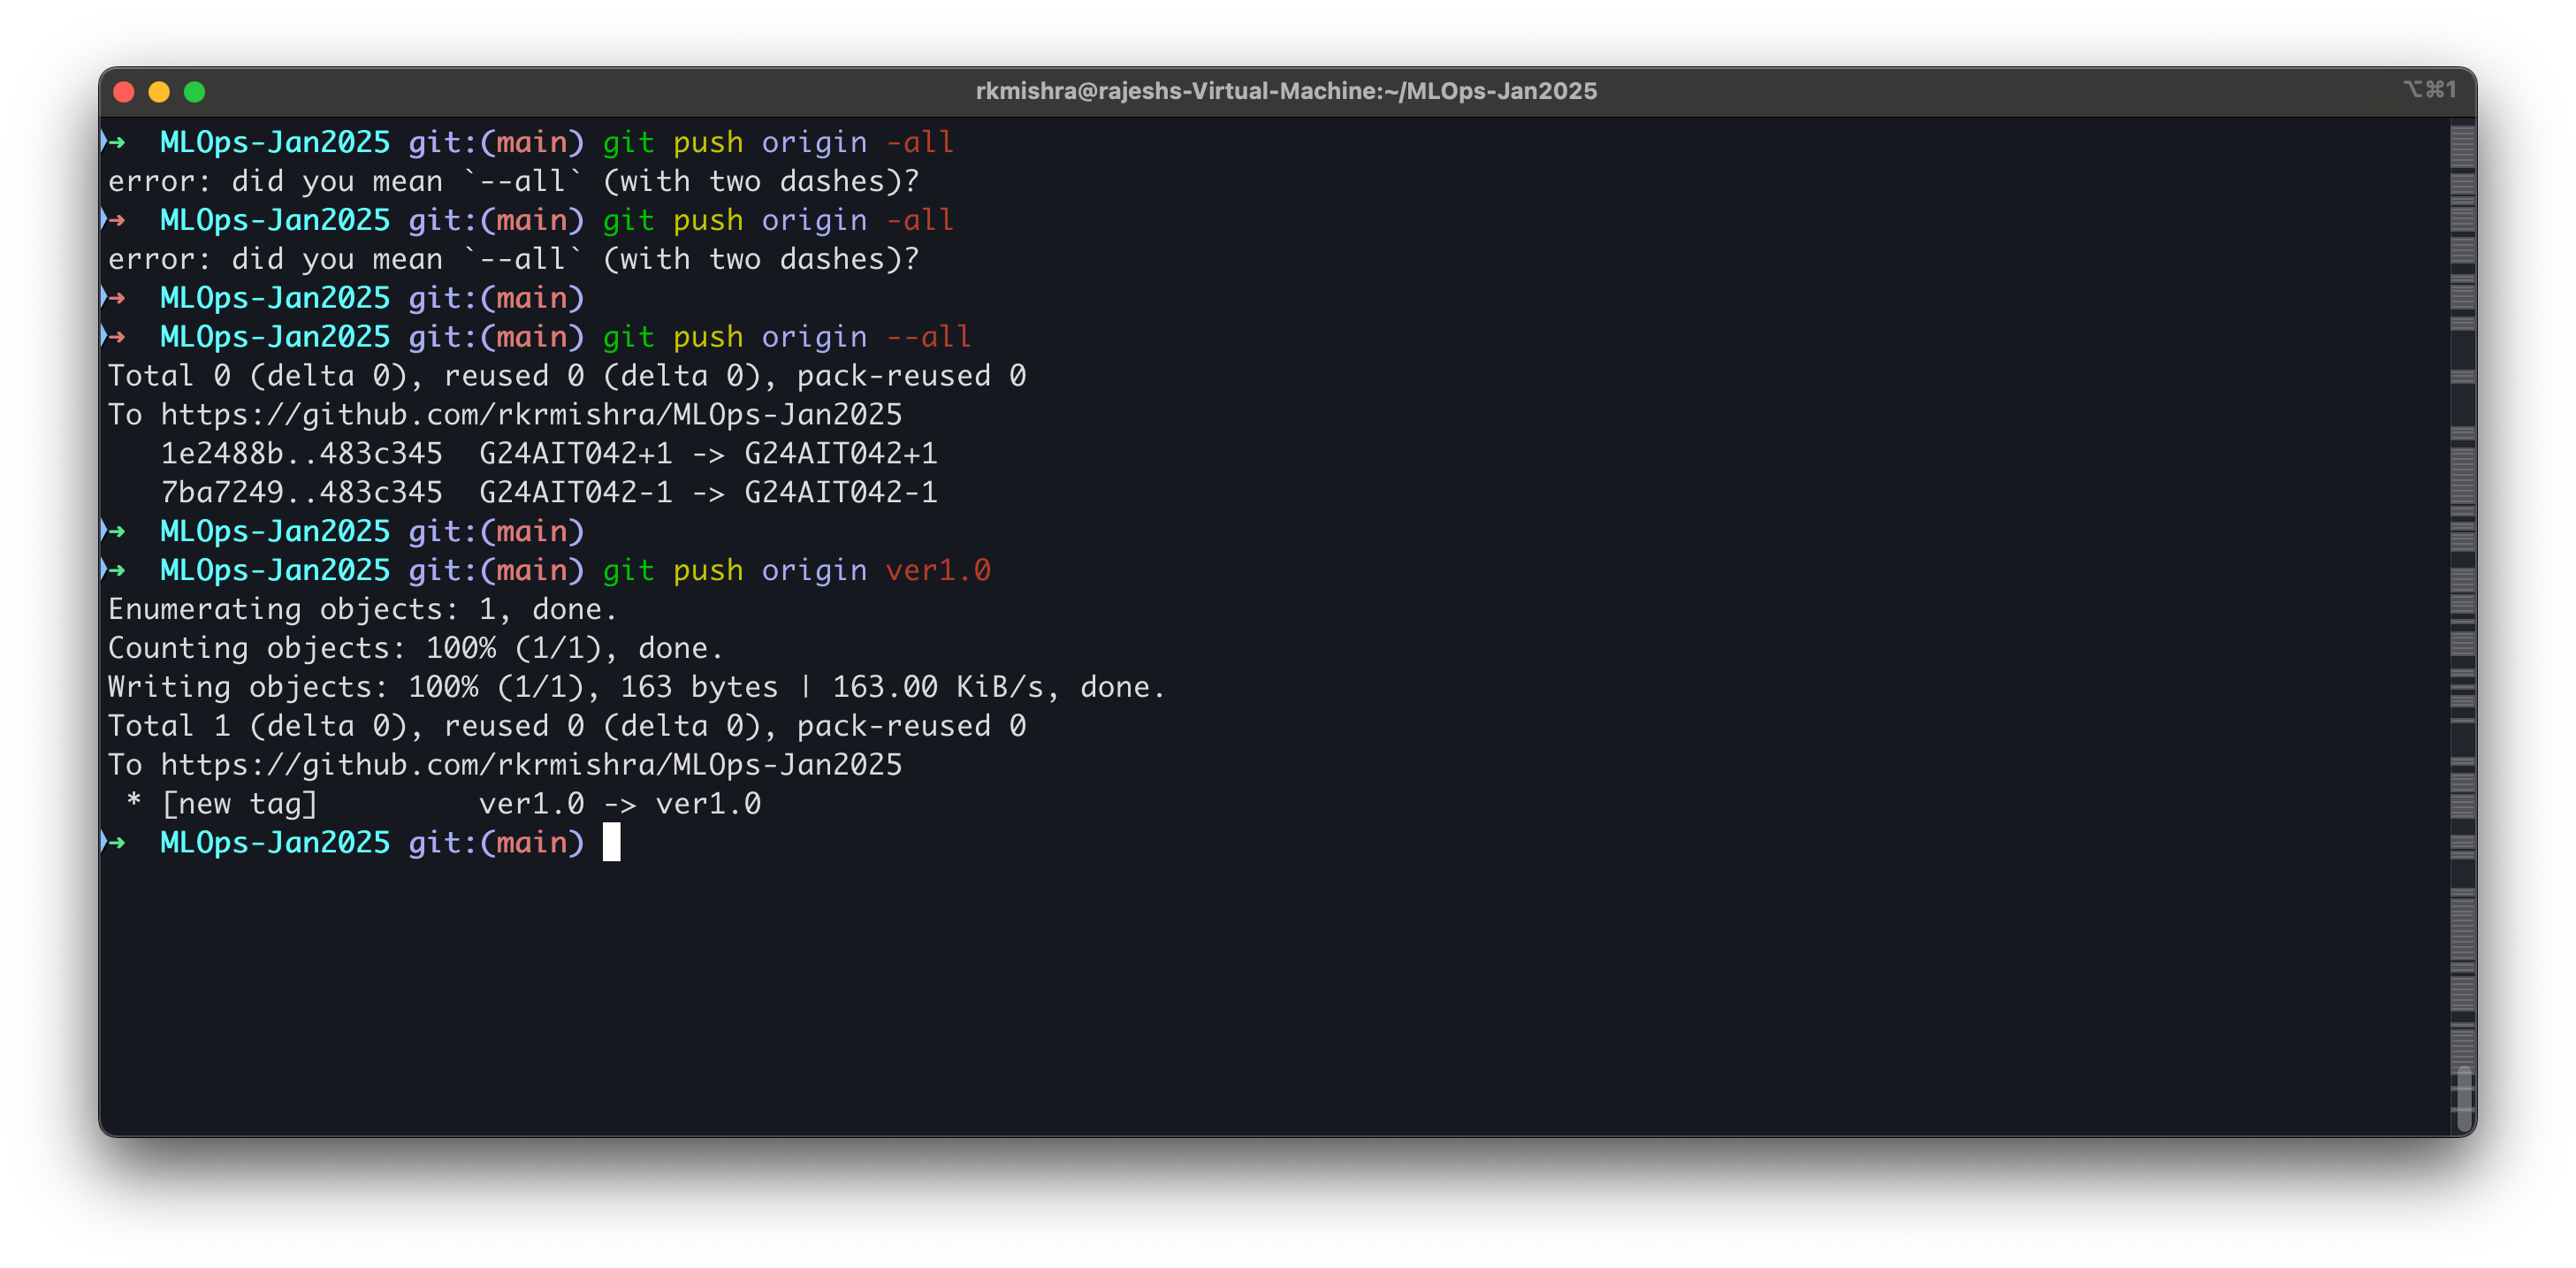 rkmishra@rajeshs-Virtual-Machine:~/MLOps-Jan2025 ⌥⌘1
➜ MLOps-Jan2025 git:(main) git push origin -all
error: did you mean `--all` (with two dashes)?
➜ MLOps-Jan2025 git:(main) git push origin -all
error: did you mean `--all` (with two dashes)?
➜ MLOps-Jan2025 git:(main)
➜ MLOps-Jan2025 git:(main) git push origin --all
Total 0 (delta 0), reused 0 (delta 0), pack-reused 0
To https://github.com/rkrmishra/MLOps-Jan2025
   1e2488b..483c345  G24AIT042+1 -> G24AIT042+1
   7ba7249..483c345  G24AIT042-1 -> G24AIT042-1
➜ MLOps-Jan2025 git:(main)
➜ MLOps-Jan2025 git:(main) git push origin ver1.0
Enumerating objects: 1, done.
Counting objects: 100% (1/1), done.
Writing objects: 100% (1/1), 163 bytes | 163.00 KiB/s, done.
Total 1 (delta 0), reused 0 (delta 0), pack-reused 0
To https://github.com/rkrmishra/MLOps-Jan2025
 * [new tag]         ver1.0 -> ver1.0
➜ MLOps-Jan2025 git:(main)